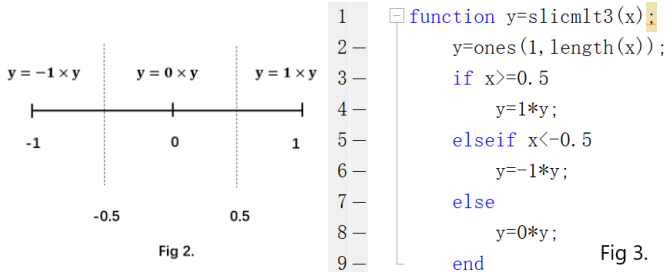 y = −1 × y
y = 0 × y
y = 1 × y
-1
0
1
-0.5
0.5
Fig 2.
1 function y=slicmlt3(x);
2 — y=ones(1,length(x));
3 — if x>=0.5
4 — y=1*y;
5 — elseif x<-0.5
6 — y=-1*y;
7 — else
8 — y=0*y;
9 — end
Fig 3.